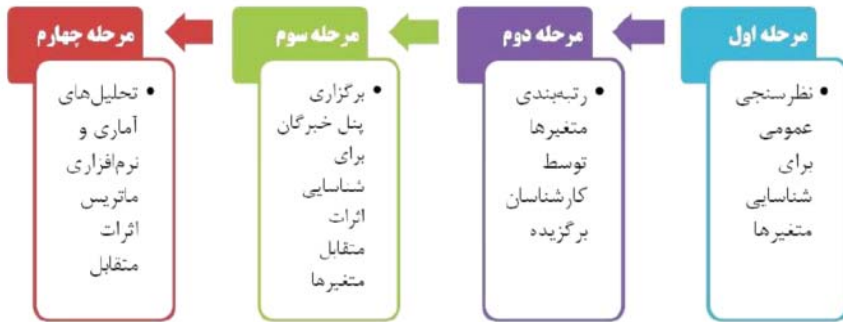 مرحله اول
• نظرسنجی
عمومی
برای
شناسایی
متغیرها
مرحله دوم
• رتبه‌بندی
متغیرها
توسط
کارشناسان
برگزیده
مرحله سوم
• برگزاری
پنل خبرگان
برای
شناسایی
اثرات
متقابل
متغیرها
مرحله چهارم
• تحلیل‌های
آماری و
نرم‌افزاری
ماتریس
اثرات
متقابل